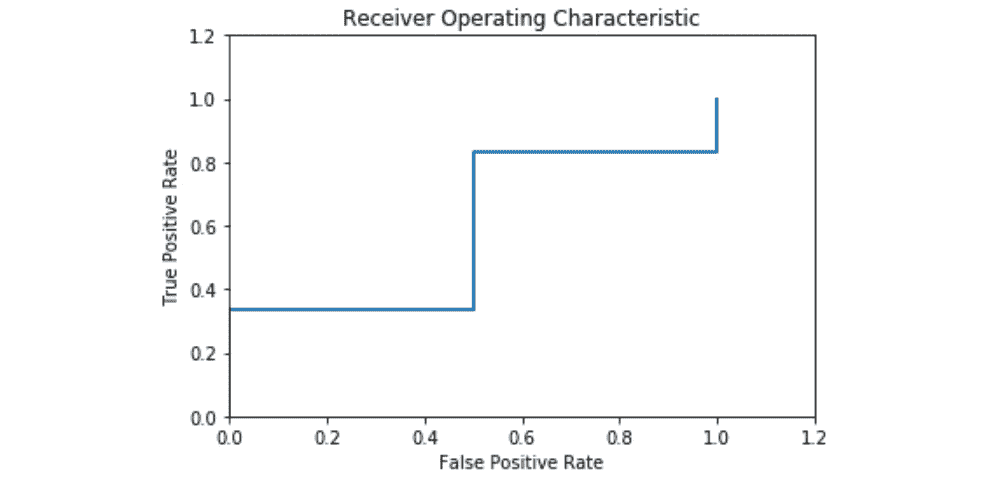 Receiver Operating Characteristic
True Positive Rate
1.2
1.0
0.8
0.6
0.4
0.2
0.0
0.0 0.2 0.4 0.6 0.8 1.0 1.2
False Positive Rate